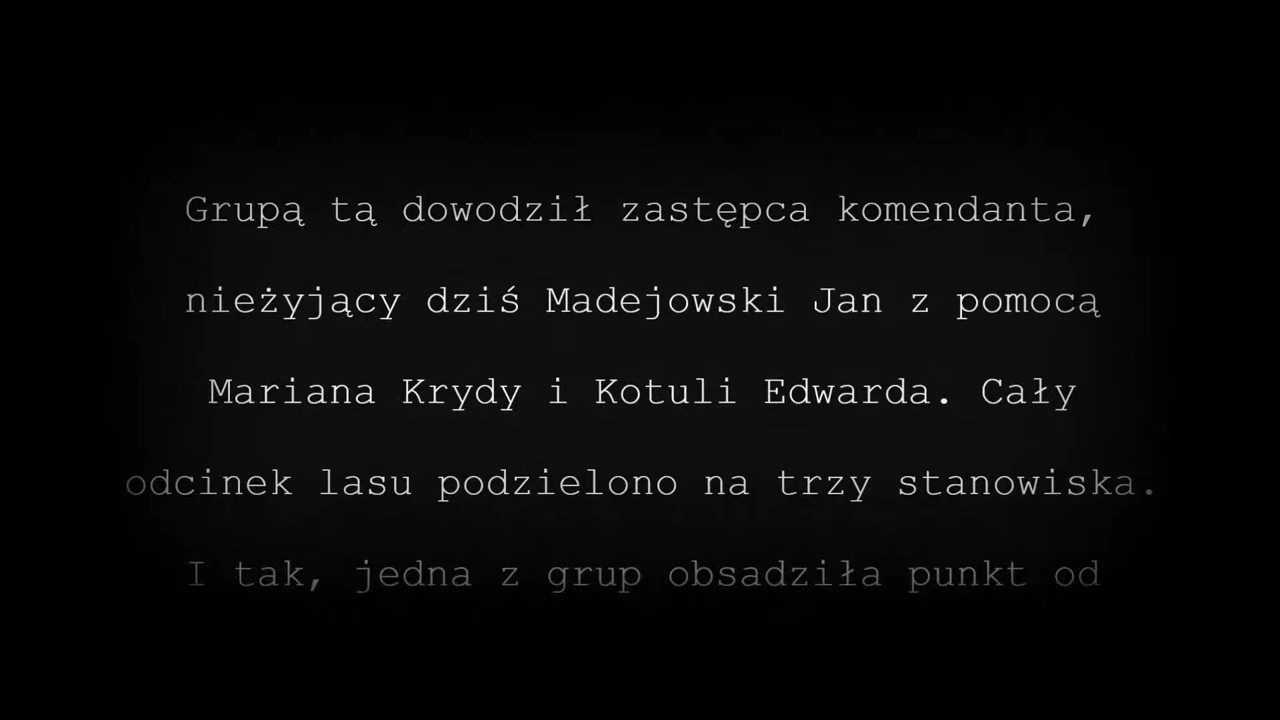 Grupą tą dowodził zastępca komendanta,
nieżyjący dziś Madejowski Jan z pomocą
Mariana Krydy i Kotuli Edwarda. Cały
odcinek lasu podzielono na trzy stanowiska.
I tak, jedna z grup obsadziła punkt od